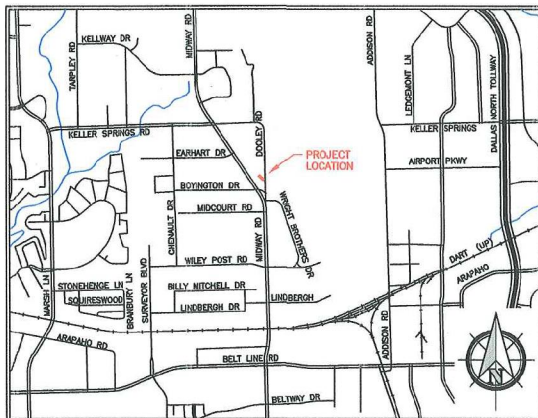 KELLWAY DR
TARPLEY RD
MIDWAY RD
ADDISON RD
LEDGEMONT LN
DALLAS NORTH TOLLWAY
KELLER SPRINGS RD
DOOLEY RD
KELLER SPRINGS
EARHART DR
PROJECT
LOCATION
AIRPORT PKWY
BOYINGTON DR
MIDCOURT RD
CHENAULT DR
WRIGHT BROTHERS DR
MIDWAY RD
WILEY POST RD
DART (UP)
ARAPAHO
MARSH LN
STONEHENGE LN
SQUIRESWOOD
BRANBURY LN
SURVEYOR BLVD
BILLY MITCHELL DR
LINDBERGH DR
LINDBERGH
ARAPAHO RD
ADDISON RD
BELT LINE RD
BELTWAY DR
N